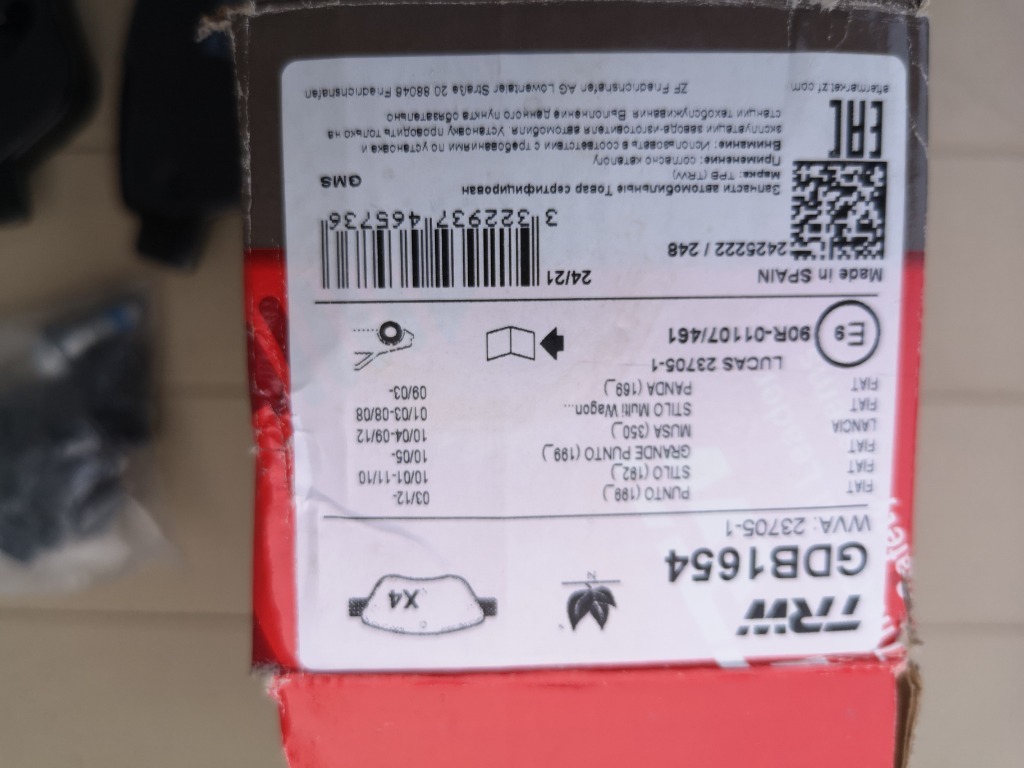 TRW
GDB1654
WVA: 23705-1
X4
N
FIAT PUNTO (199_) 03/12-
FIAT STILO (192_) 10/01-11/10
FIAT GRANDE PUNTO (199_) 10/05-
LANCIA MUSA (350_) 10/04-09/12
FIAT STILO Multi Wagon... 01/03-08/08
FIAT PANDA (169_) 09/03-
LUCAS 23705-1
E9 90R-01107/461
Made in SPAIN
24/21
2425222 / 248
3 322937 465736
GMS
Запчасти автомобильные Товар сертифицирован
Марка: ТРВ (TRW)
Применение: согласно каталогу
Внимание: Использовать в соответствии с требованиями по установке и
эксплуатации завода-изготовителя автомобиля Установку проводить только на
станции техобслуживания Выполнение данного пункта обязательно
EAC
ZF Friedrichshafen AG Löwentaler Straße 20 88046 Friedrichshafen
aftermarket.zf.com